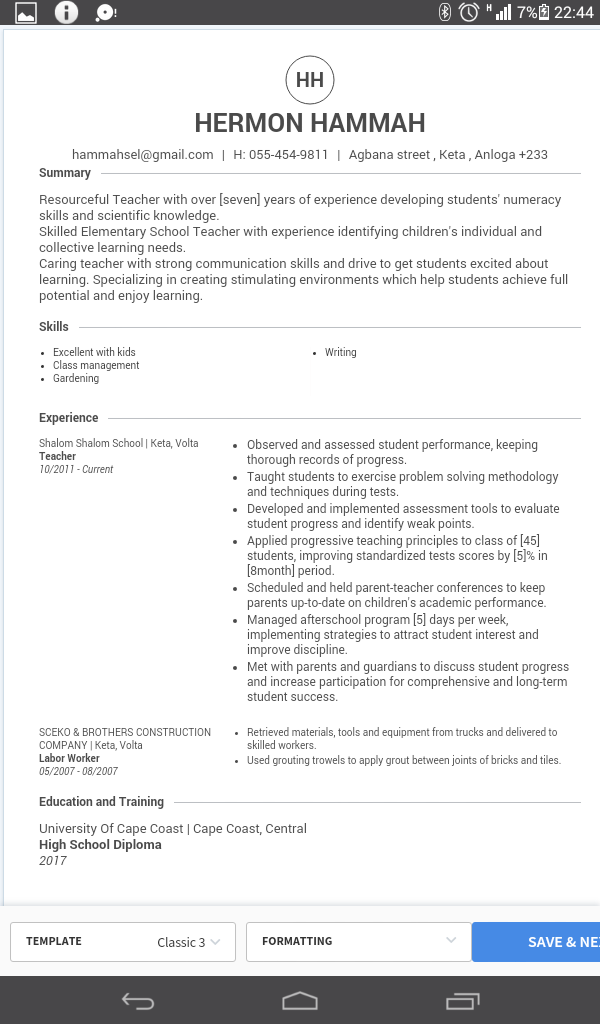 H 7% 22:44
HH
HERMON HAMMAH
hammahsel@gmail.com | H: 055-454-9811 | Agbana street , Keta , Anloga +233
Summary
Resourceful Teacher with over [seven] years of experience developing students' numeracy
skills and scientific knowledge.
Skilled Elementary School Teacher with experience identifying children's individual and
collective learning needs.
Caring teacher with strong communication skills and drive to get students excited about
learning. Specializing in creating stimulating environments which help students achieve full
potential and enjoy learning.
Skills
• Excellent with kids
• Class management
• Gardening
• Writing
Experience
Shalom Shalom School | Keta, Volta
Teacher
10/2011 - Current
• Observed and assessed student performance, keeping
thorough records of progress.
• Taught students to exercise problem solving methodology
and techniques during tests.
• Developed and implemented assessment tools to evaluate
student progress and identify weak points.
• Applied progressive teaching principles to class of [45]
students, improving standardized tests scores by [5]% in
[8month] period.
• Scheduled and held parent-teacher conferences to keep
parents up-to-date on children's academic performance.
• Managed afterschool program [5] days per week,
implementing strategies to attract student interest and
improve discipline.
• Met with parents and guardians to discuss student progress
and increase participation for comprehensive and long-term
student success.
SCEKO & BROTHERS CONSTRUCTION
COMPANY | Keta, Volta
Labor Worker
05/2007 - 08/2007
• Retrieved materials, tools and equipment from trucks and delivered to
skilled workers.
• Used grouting trowels to apply grout between joints of bricks and tiles.
Education and Training
University Of Cape Coast | Cape Coast, Central
High School Diploma
2017
TEMPLATE Classic 3 FORMATTING SAVE & NE